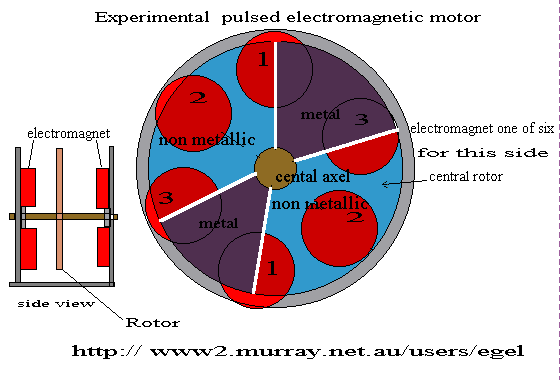 Experimental pulsed electromagnetic motor
1
2
metal
3
non metallic
electromagnet one of six
for this side
electromagnet
cental axel
central rotor
3
non metallic
2
metal
1
side view
Rotor
http:// www2.murray.net.au/users/egel